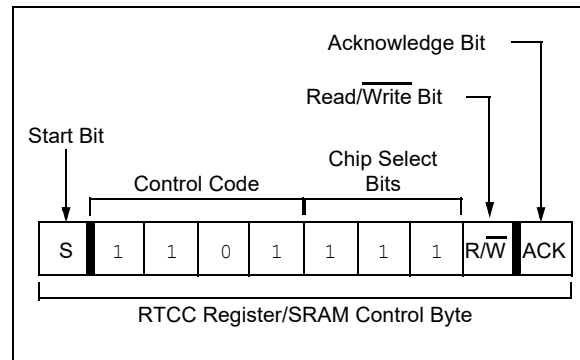 Acknowledge Bit
Read/Write Bit
Start Bit
Chip Select
Bits
Control Code
S 1 1 0 1 1 1 1 R/W ACK
RTCC Register/SRAM Control Byte